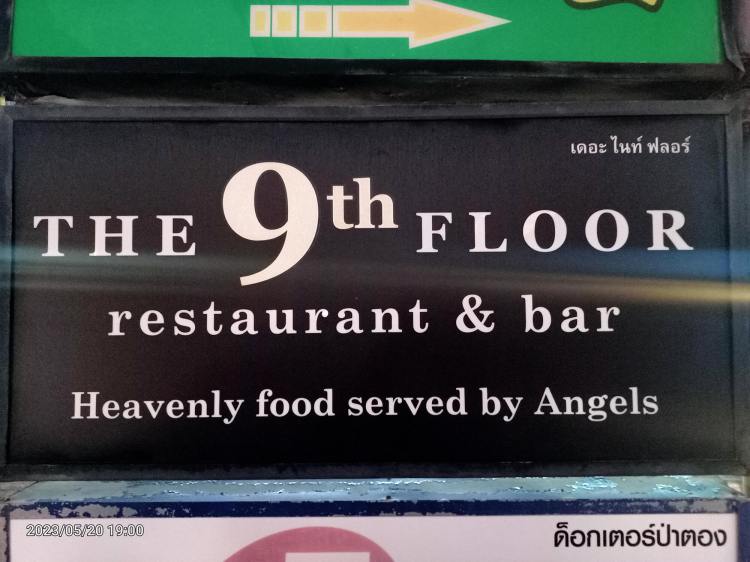 เดอะ ไนท์ ฟลอร์
THE 9th FLOOR
restaurant & bar
Heavenly food served by Angels
2023/05/20 19:00
ด็อกเตอร์ป่าตอง